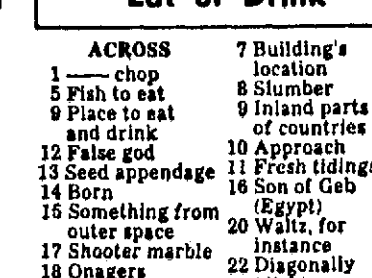 Eat or Drink
ACROSS
1 —— chop
5 Fish to eat
9 Place to eat
and drink
12 False god
13 Seed appendage
14 Born
15 Something from
outer space
17 Shooter marble
18 Onagers
7 Building's
location
8 Slumber
9 Inland parts
of countries
10 Approach
11 Fresh tidings
16 Son of Geb
(Egypt)
20 Waltz, for
instance
22 Diagonally